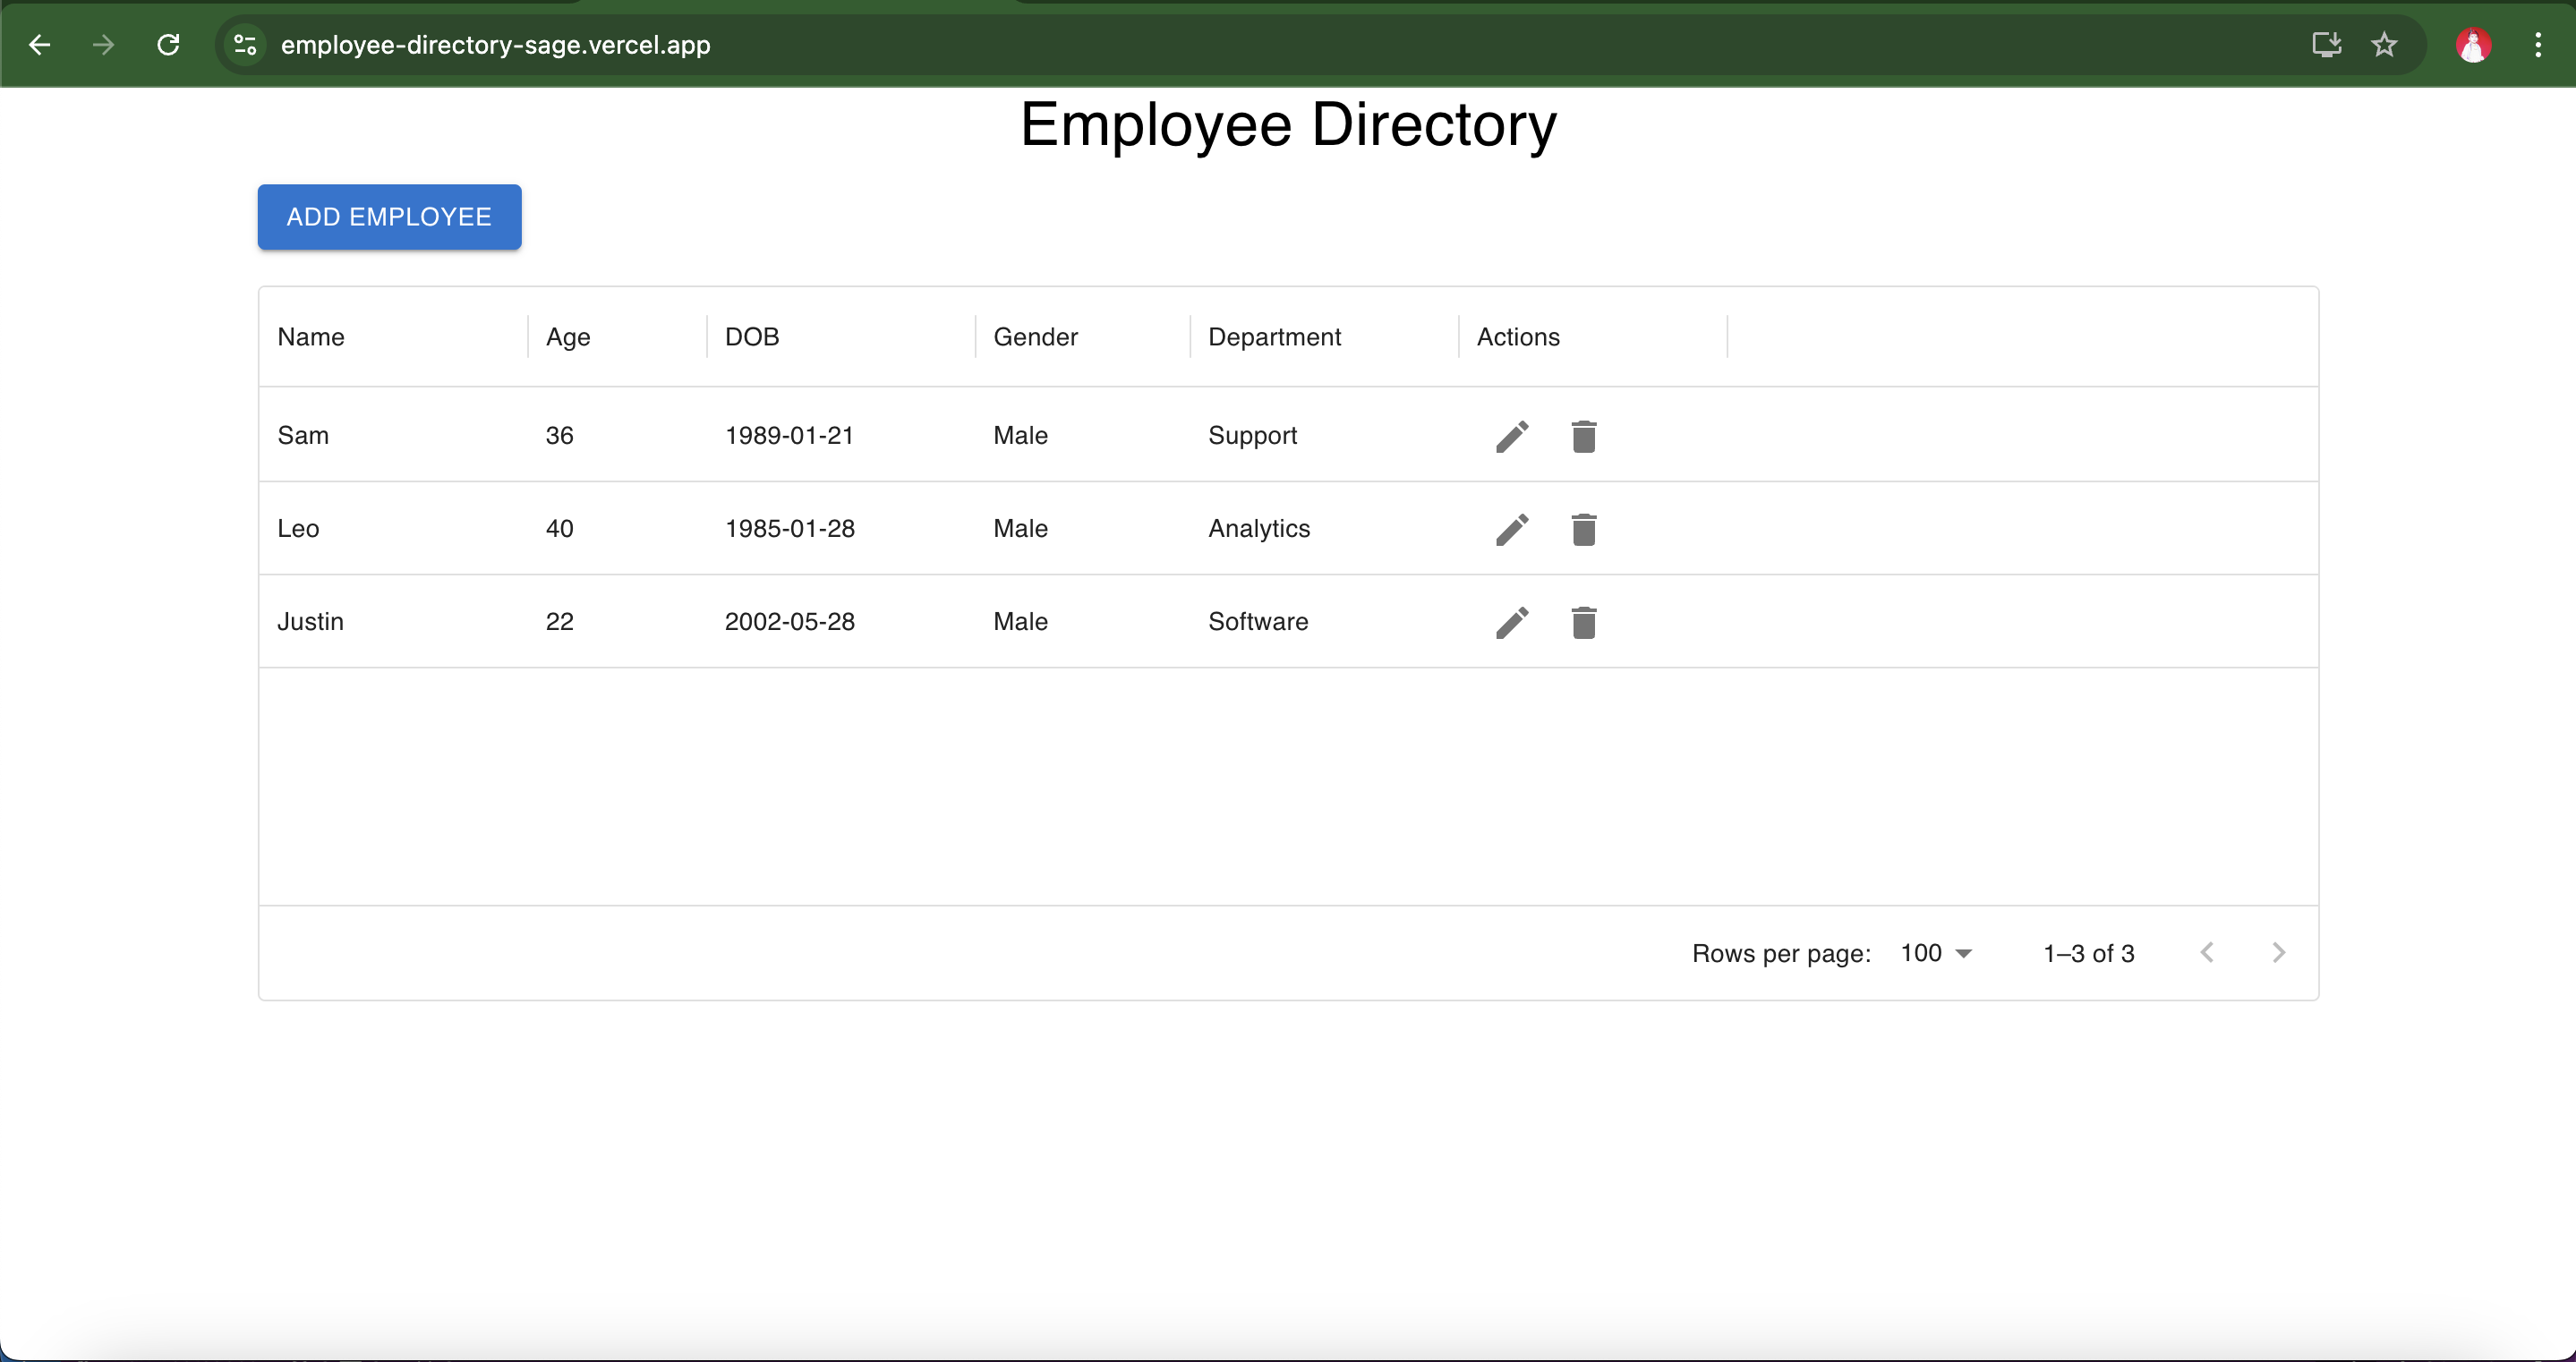 employee-directory-sage.vercel.app
Employee Directory
ADD EMPLOYEE
Name Age DOB Gender Department Actions
Sam 36 1989-01-21 Male Support
Leo 40 1985-01-28 Male Analytics
Justin 22 2002-05-28 Male Software
Rows per page: 100 1–3 of 3